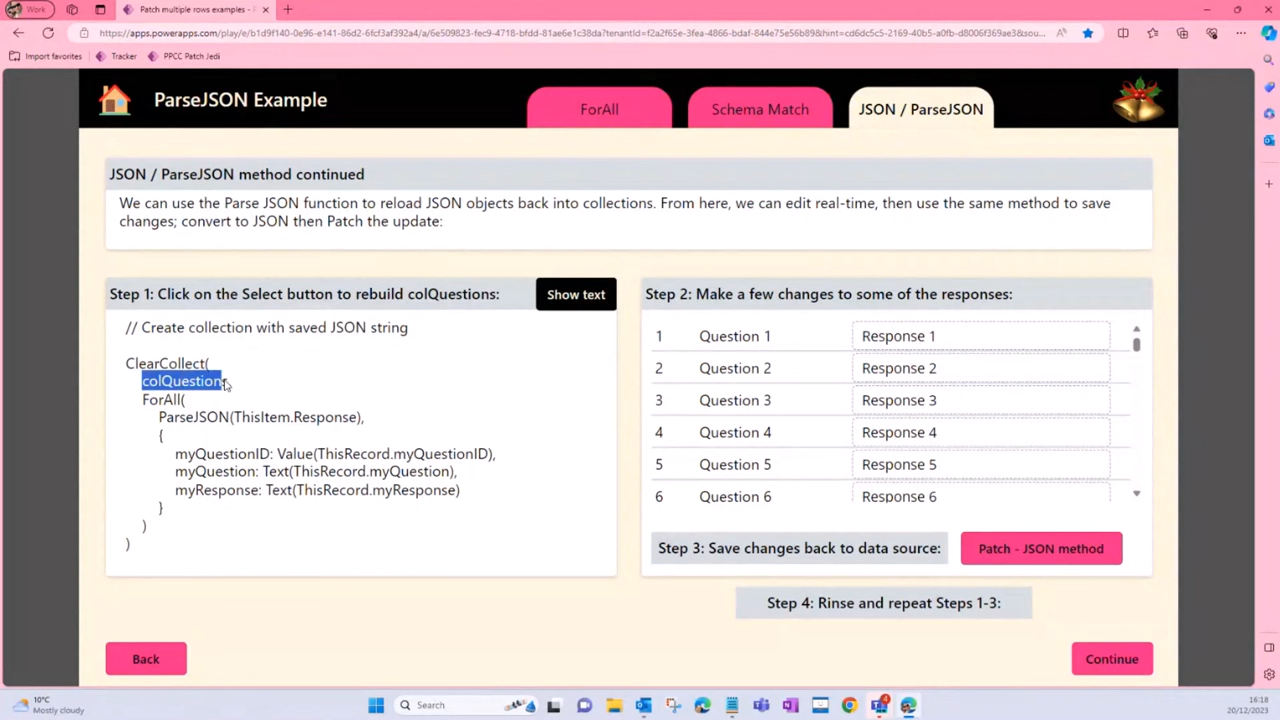 Work
Patch multiple rows examples - P
https://apps.powerapps.com/play/e/b1d9f140-0e96-e141-86d2-6fcf3af392a4/a/6e509823-fec9-4718-bfdd-81ae6e1c38da?tenantId=f2a2f65e-3fea-4866-bdaf-844e755e56b89&hint=cd6dc5c5-2169-40b5-a0fb-d8006f369ae3&sou...
Import favorites
Tracker
PPCC Patch Jedi
ParseJSON Example
ForAll
Schema Match
JSON / ParseJSON
JSON / ParseJSON method continued
We can use the Parse JSON function to reload JSON objects back into collections. From here, we can edit real-time, then use the same method to save
changes; convert to JSON then Patch the update:
Step 1: Click on the Select button to rebuild colQuestions:
Show text
// Create collection with saved JSON string
ClearCollect(
colQuestion
ForAll(
ParseJSON(ThisItem.Response),
{
myQuestionID: Value(ThisRecord.myQuestionID),
myQuestion: Text(ThisRecord.myQuestion),
myResponse: Text(ThisRecord.myResponse)
}
)
)
Step 2: Make a few changes to some of the responses:
1 Question 1 Response 1
2 Question 2 Response 2
3 Question 3 Response 3
4 Question 4 Response 4
5 Question 5 Response 5
6 Question 6 Response 6
Step 3: Save changes back to data source:
Patch - JSON method
Step 4: Rinse and repeat Steps 1-3:
Back
Continue
10°C
Mostly cloudy
Search
16:18
20/12/2023